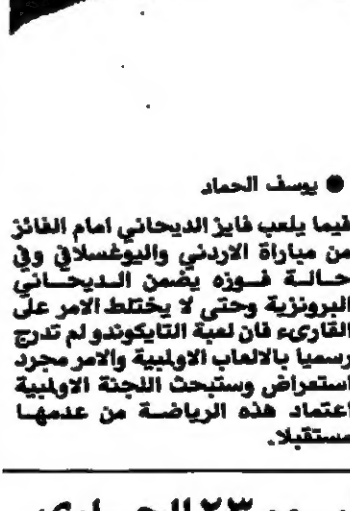 ● يوسف الحماد
فيما يلعب فايز الديحاني امام الفائز
من مباراة الاردني واليوغسلافي وفي
حالة فوزه يضمن الديحاني
البرونزية وحتى لا يختلط الامر على
القارىء فان لعبة التايكوندو لم تدرج
رسميا بالالعاب الاولمبية والامر مجرد
استعراض وستبحث اللجنة الاولمبية
اعتماد هذه الرياضة من عدمها
مستقبلا.
٢٣